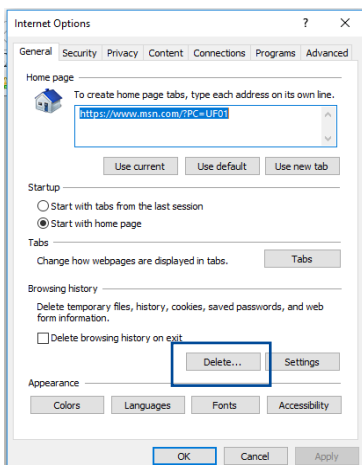 Internet Options ? ×
General Security Privacy Content Connections Programs Advanced
Home page
To create home page tabs, type each address on its own line.
https://www.msn.com/?PC=UF01
Use current Use default Use new tab
Startup
Start with tabs from the last session
Start with home page
Tabs
Change how webpages are displayed in tabs. Tabs
Browsing history
Delete temporary files, history, cookies, saved passwords, and web
form information.
Delete browsing history on exit
Delete... Settings
Appearance
Colors Languages Fonts Accessibility
OK Cancel Apply